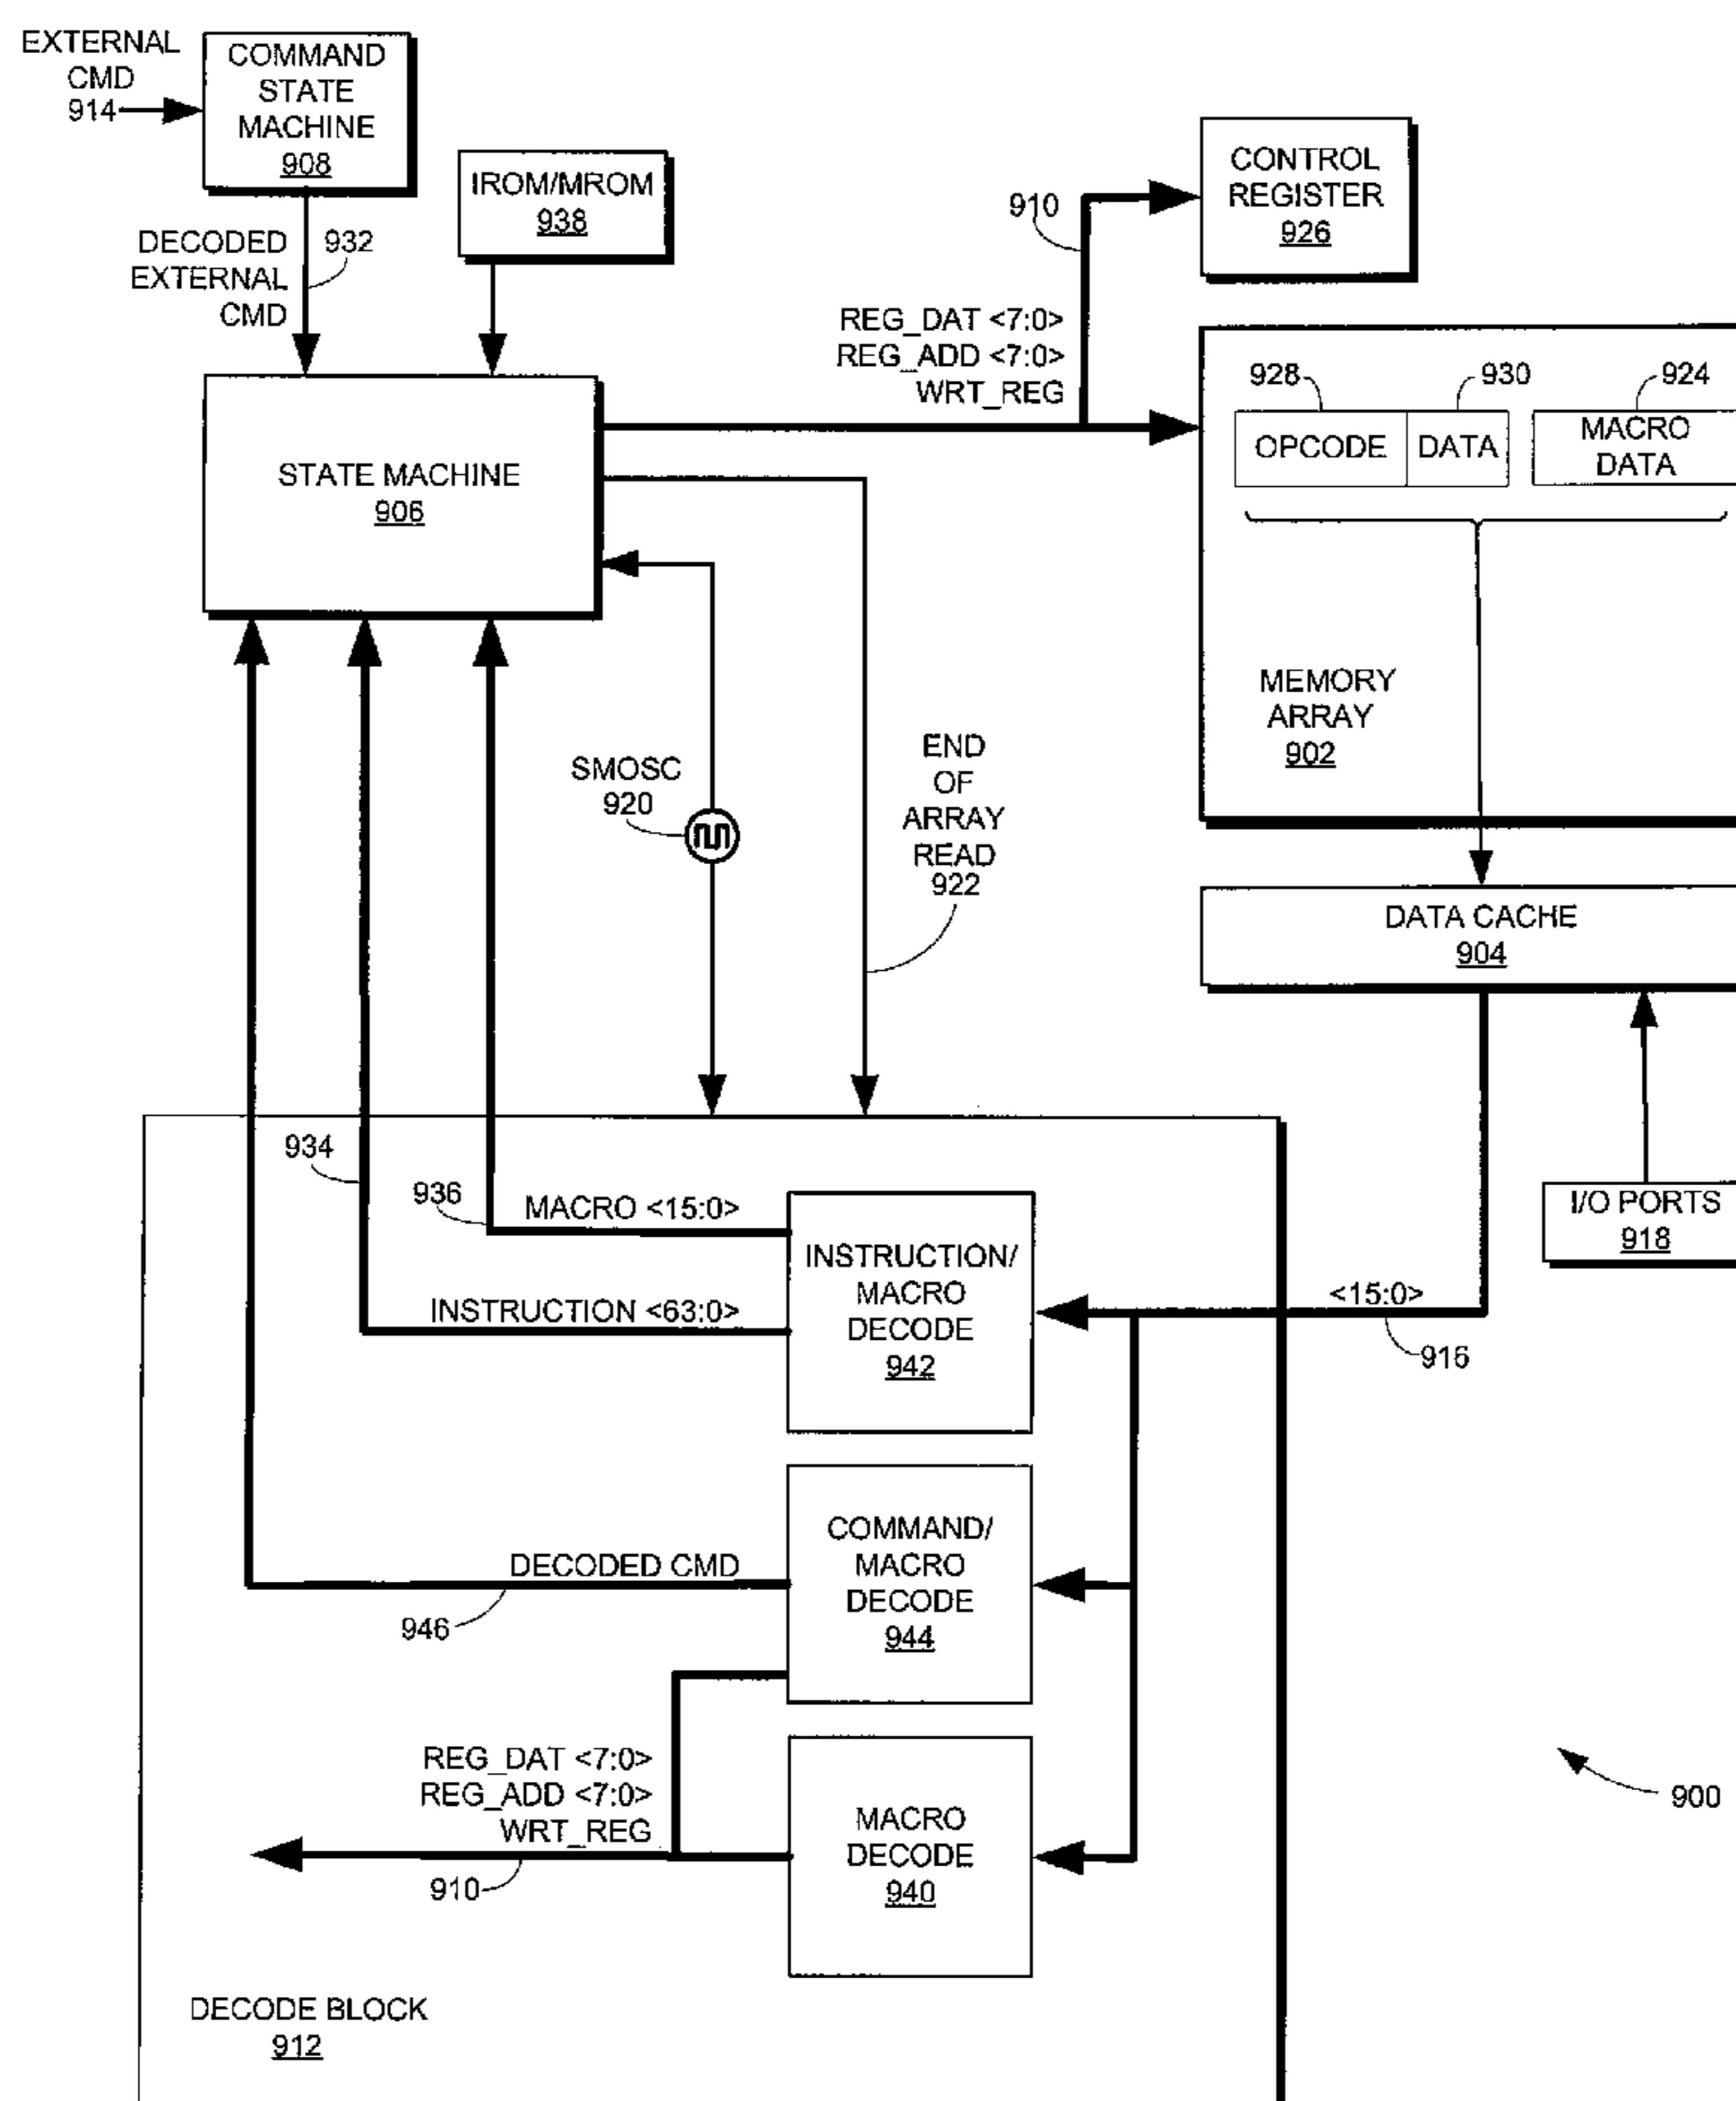 EXTERNAL
CMD
914
COMMAND
STATE
MACHINE
908
IROM/MROM
938
DECODED
EXTERNAL
CMD
932
910
CONTROL
REGISTER
926
REG_DAT <7:0>
REG_ADD <7:0>
WRT_REG
STATE MACHINE
906
928
930
924
OPCODE
DATA
MACRO
DATA
MEMORY
ARRAY
902
SMOSC
920
END
OF
ARRAY
READ
922
DATA CACHE
904
I/O PORTS
918
934
936
MACRO <15:0>
INSTRUCTION <63:0>
INSTRUCTION/
MACRO
DECODE
942
<15:0>
916
DECODED CMD
946
COMMAND/
MACRO
DECODE
944
REG_DAT <7:0>
REG_ADD <7:0>
WRT_REG
910
MACRO
DECODE
940
900
DECODE BLOCK
912